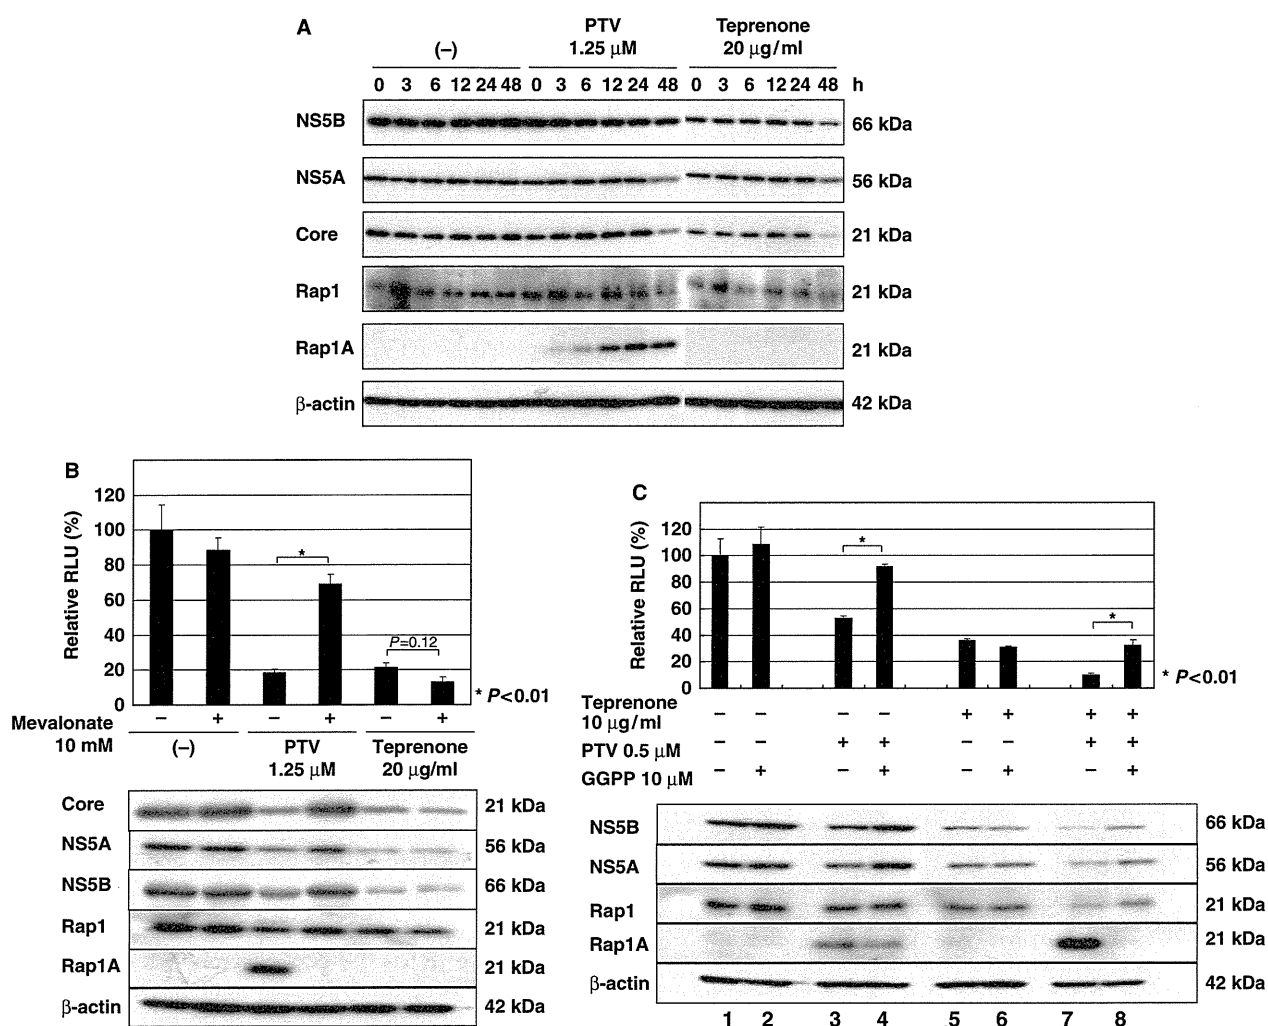 A
PTV
Teprenone
(–)
1.25 μM
20 μg/ml
0 3 6 12 24 48 0 3 6 12 24 48 0 3 6 12 24 48 h
NS5B
66 kDa
NS5A
56 kDa
Core
21 kDa
Rap1
21 kDa
Rap1A
21 kDa
β-actin
42 kDa
B
Relative RLU (%)
120
100
80
60
40
20
0
*
P=0.12
* P<0.01
Mevalonate
10 mM
– + – + – +
(–)
PTV
1.25 μM
Teprenone
20 μg/ml
Core
21 kDa
NS5A
56 kDa
NS5B
66 kDa
Rap1
21 kDa
Rap1A
21 kDa
β-actin
42 kDa
C
Relative RLU (%)
120
100
80
60
40
20
0
*
*
* P<0.01
Teprenone
10 μg/ml
– – – – + + + +
PTV 0.5 μM
– – + + – – + +
GGPP 10 μM
– + – + – + – +
NS5B
66 kDa
NS5A
56 kDa
Rap1
21 kDa
Rap1A
21 kDa
β-actin
42 kDa
1 2 3 4 5 6 7 8